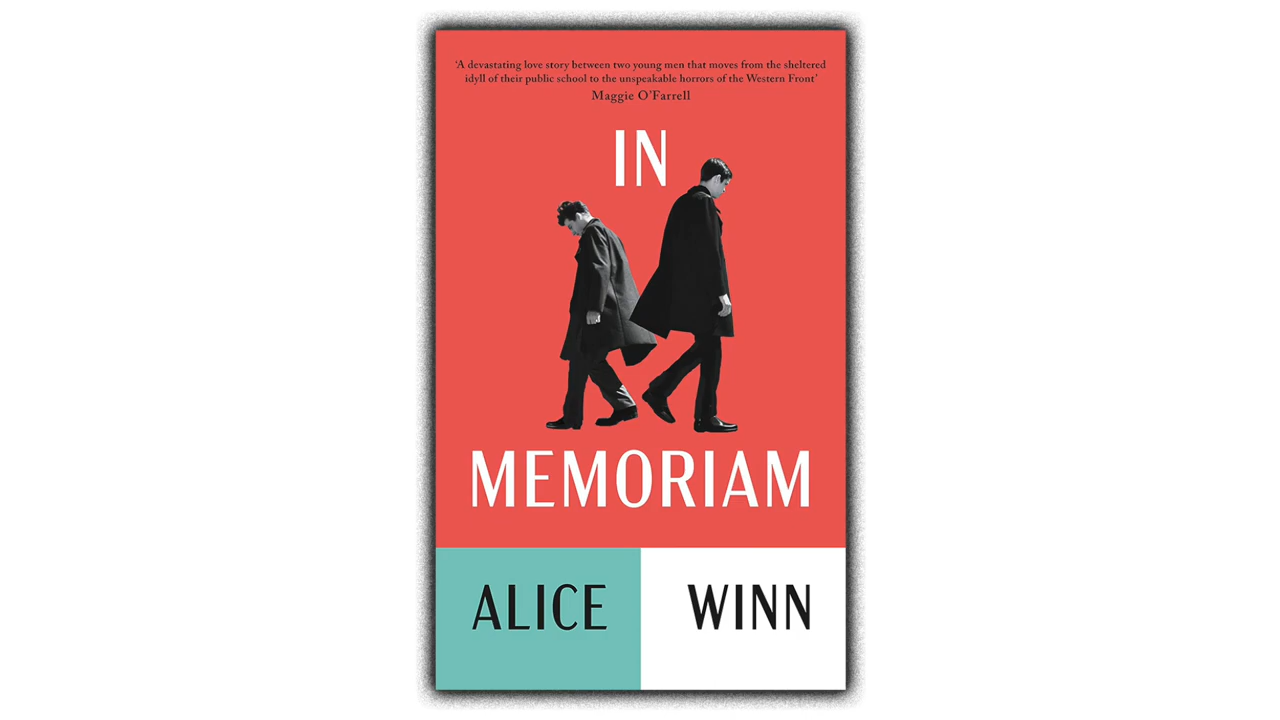 ‘A devastating love story between two young men that moves from the sheltered
idyll of their public school to the unspeakable horrors of the Western Front’
Maggie O’Farrell
IN
MEMORIAM
ALICE WINN